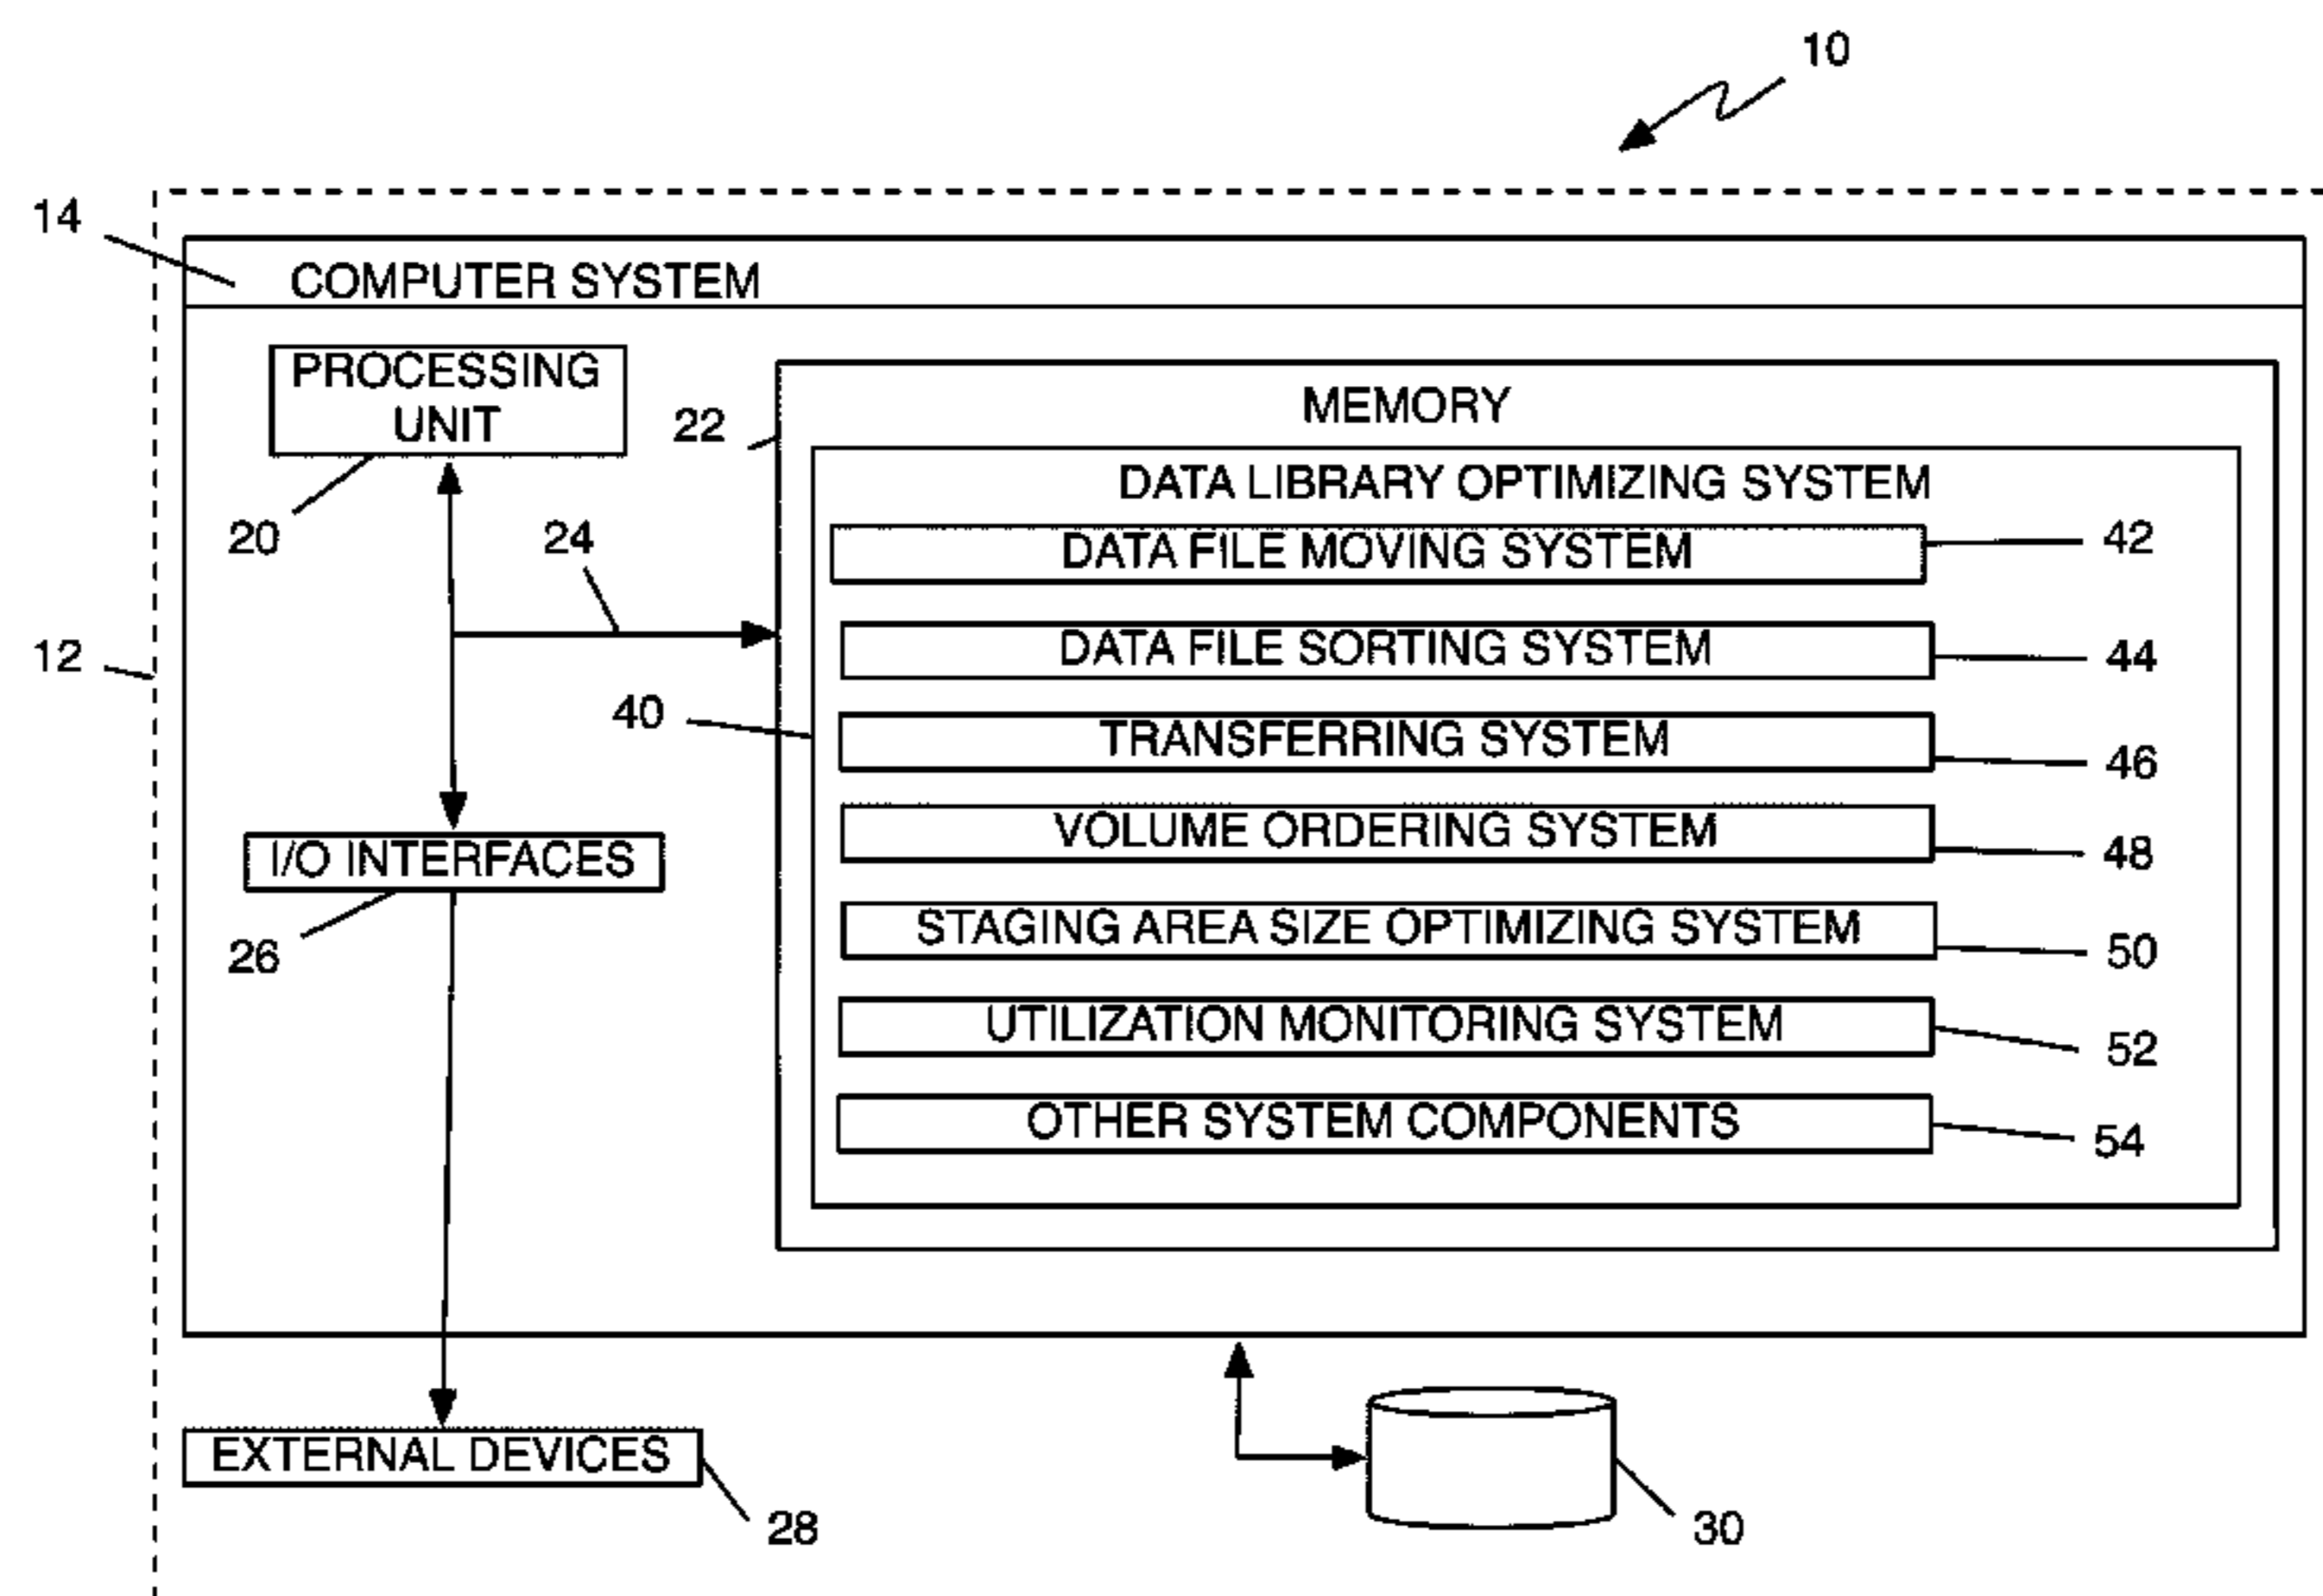 10
14
COMPUTER SYSTEM
PROCESSING
UNIT
22
MEMORY
DATA LIBRARY OPTIMIZING SYSTEM
20
24
DATA FILE MOVING SYSTEM
42
12
DATA FILE SORTING SYSTEM
44
40
TRANSFERRING SYSTEM
46
I/O INTERFACES
VOLUME ORDERING SYSTEM
48
26
STAGING AREA SIZE OPTIMIZING SYSTEM
50
UTILIZATION MONITORING SYSTEM
52
OTHER SYSTEM COMPONENTS
54
EXTERNAL DEVICES
28
30